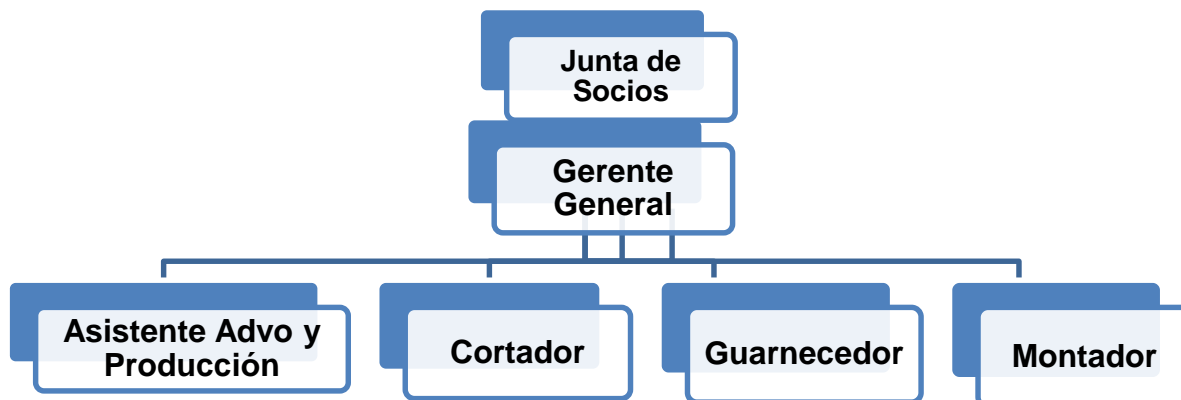 Junta de
Socios
Gerente
General
Asistente Advo y
Producción
Cortador
Guarnecedor
Montador